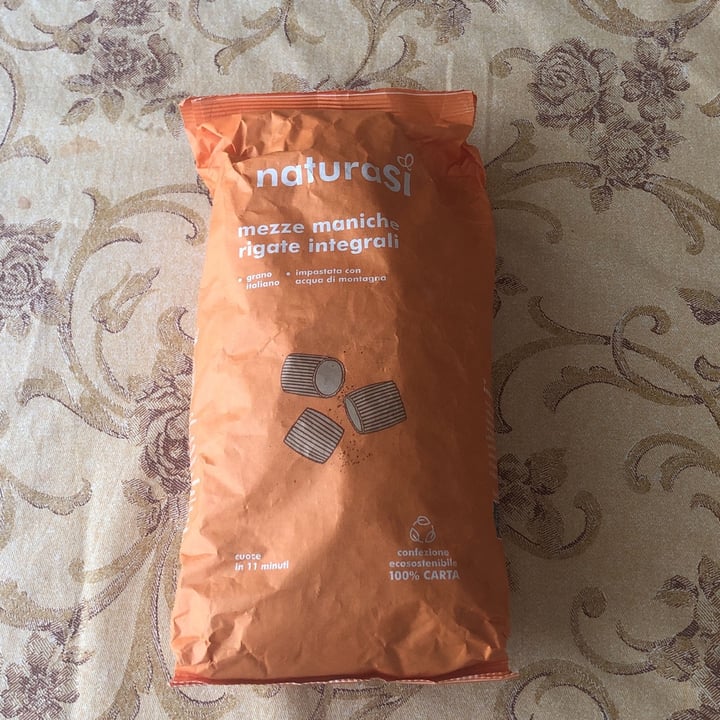 naturasì
mezze maniche
rigate integrali
• grano
italiano
• impastata con
acqua di montagna
cuoce
in 11 minuti
confezione
ecosostenibile
100% CARTA